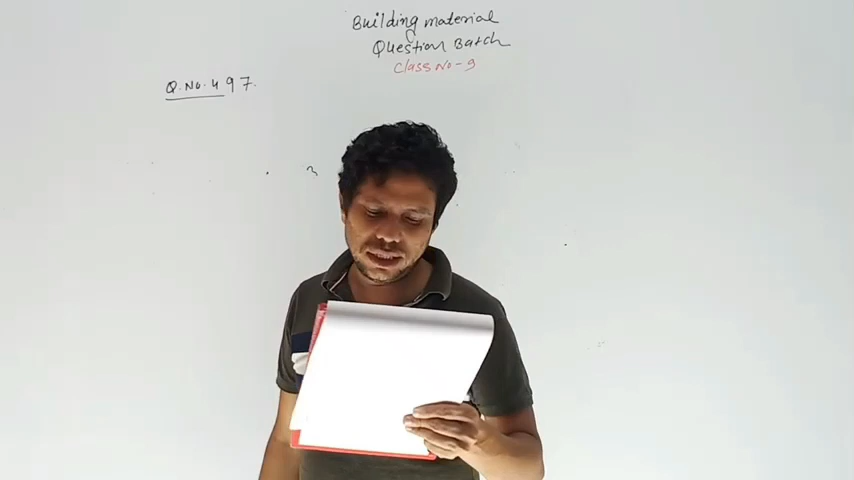 Building material
Question Batch
Class No - 9
Q. No. 497.